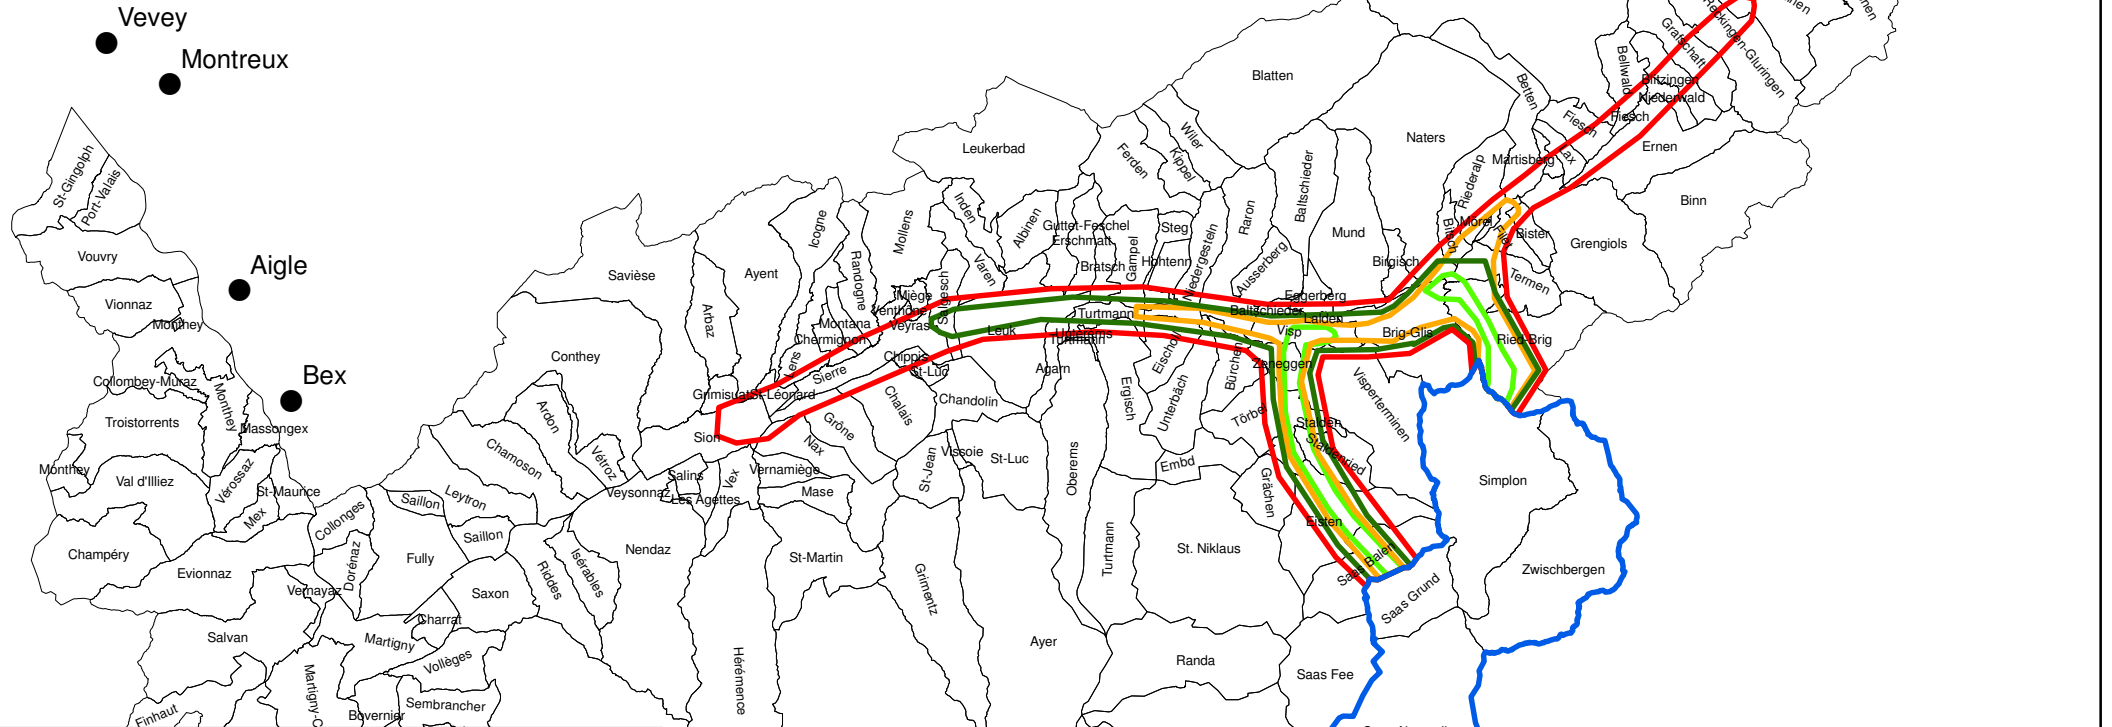 Vevey
Montreux
Aigle
Bex
Reckingen-Gluringen
Grafschaft
Bellwald
Blitzingen
Niederwald
Fiesch
Fiesch
Ernen
Binn
Lax
Martisberg
Betten
Blatten
Naters
Riederalp
Mörel
Filet
Bitsch
Bister
Grengiols
Termen
Ried-Brig
Birgisch
Mund
Baltschieder
Eggerberg
Ausserberg
Raron
Niedergesteln
Baltschieder
Lalden
Visp
Brig-Glis
Wiler
Kippel
Ferden
Steg
Hohtenn
Gampel
Bratsch
Guttet-Feschel
Erschmatt
Albinen
Leukerbad
Inden
Varen
Salgesch
Leuk
Turtmann
Unterems
Turtmann
Agarn
Ergisch
Eischoll
Unterbäch
Bürchen
Zeneggen
Törbel
Embd
Stalden
Staldenried
Visperterminen
Grächen
Eisten
Saas Balen
Saas Grund
Simplon
Zwischbergen
St. Niklaus
Randa
Saas Fee
Oberems
Turtmann
Ayer
Grimentz
St-Jean
Vissoie
St-Luc
Chandolin
Chippis
St-Luc
Chalais
Sierre
Grône
Nax
Vernamiège
Mase
St-Martin
Hérémence
Vex
Les Agettes
Salins
Veysonnaz
Nendaz
Sion
Grimisuat
St-Léonard
Lens
Chermignon
Montana
Veyras
Venthône
Miège
Mollens
Randogne
Icogne
Ayent
Arbaz
Savièse
Conthey
Vétroz
Ardon
Chamoson
Leytron
Saillon
Saillon
Isérables
Riddes
Saxon
Fully
Charrat
Martigny
Vollèges
Sembrancher
Bovernier
Martigny-C
Salvan
Finhaut
Vernayaz
Dorénaz
Collonges
Evionnaz
Mex
St-Maurice
Vérossaz
Massongex
Monthey
Val d'Illiez
Champéry
Monthey
Troistorrents
Collombey-Muraz
Monthey
Vionnaz
Vouvry
Port-Valais
St-Gingolph